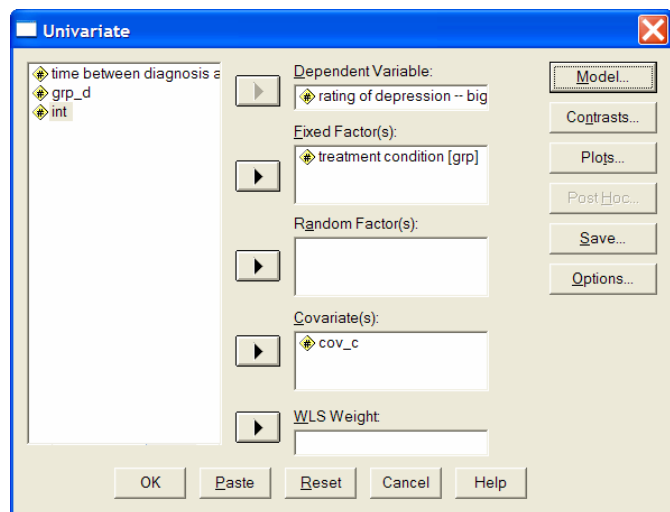 Univariate
time between diagnosis a
grp_d
int
Dependent Variable:
rating of depression -- big
Fixed Factor(s):
treatment condition [grp]
Random Factor(s):
Covariate(s):
cov_c
WLS Weight:
Model...
Contrasts...
Plots...
Post Hoc...
Save...
Options...
OK
Paste
Reset
Cancel
Help